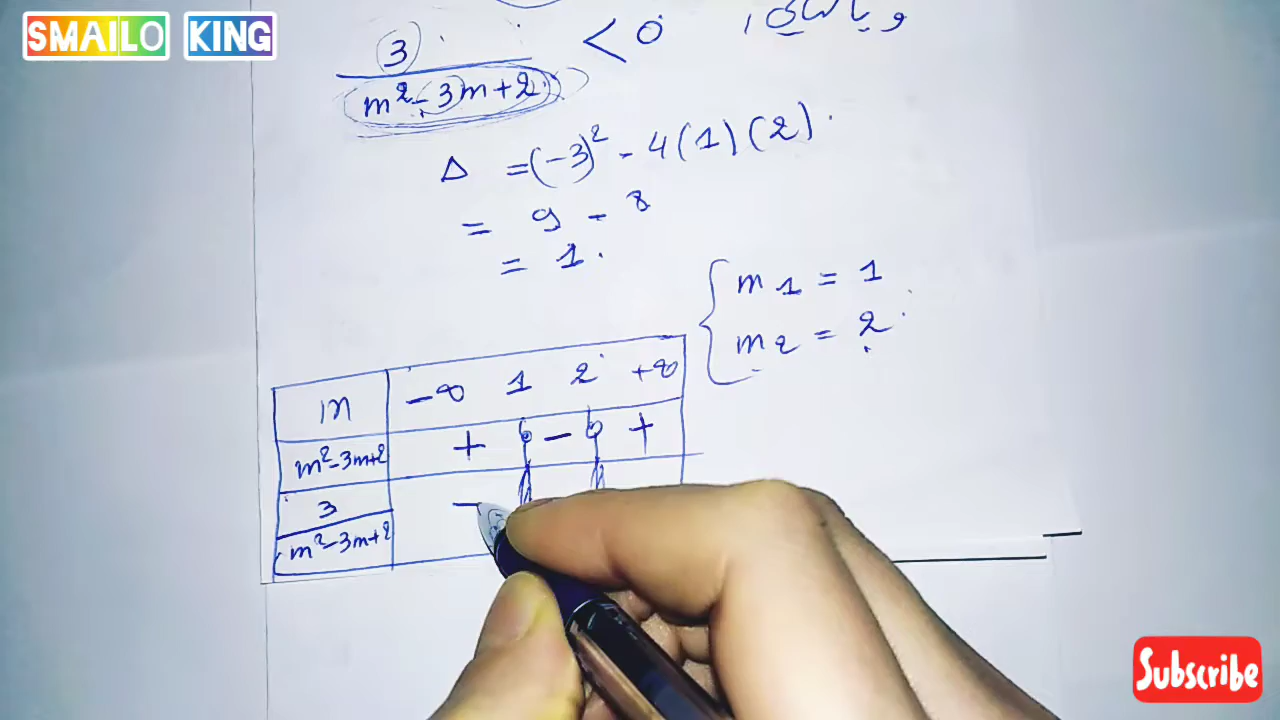 SMAILO KING
3 / m² - 3m + 2 < 0
Δ = (-3)² - 4(1)(2).
= 9 - 8
= 1.
m1 = 1
m2 = 2
m -∞ 1 2 +∞
m²-3m+2 + 0 - 0 +
3 / m²-3m+2 -
Subscribe